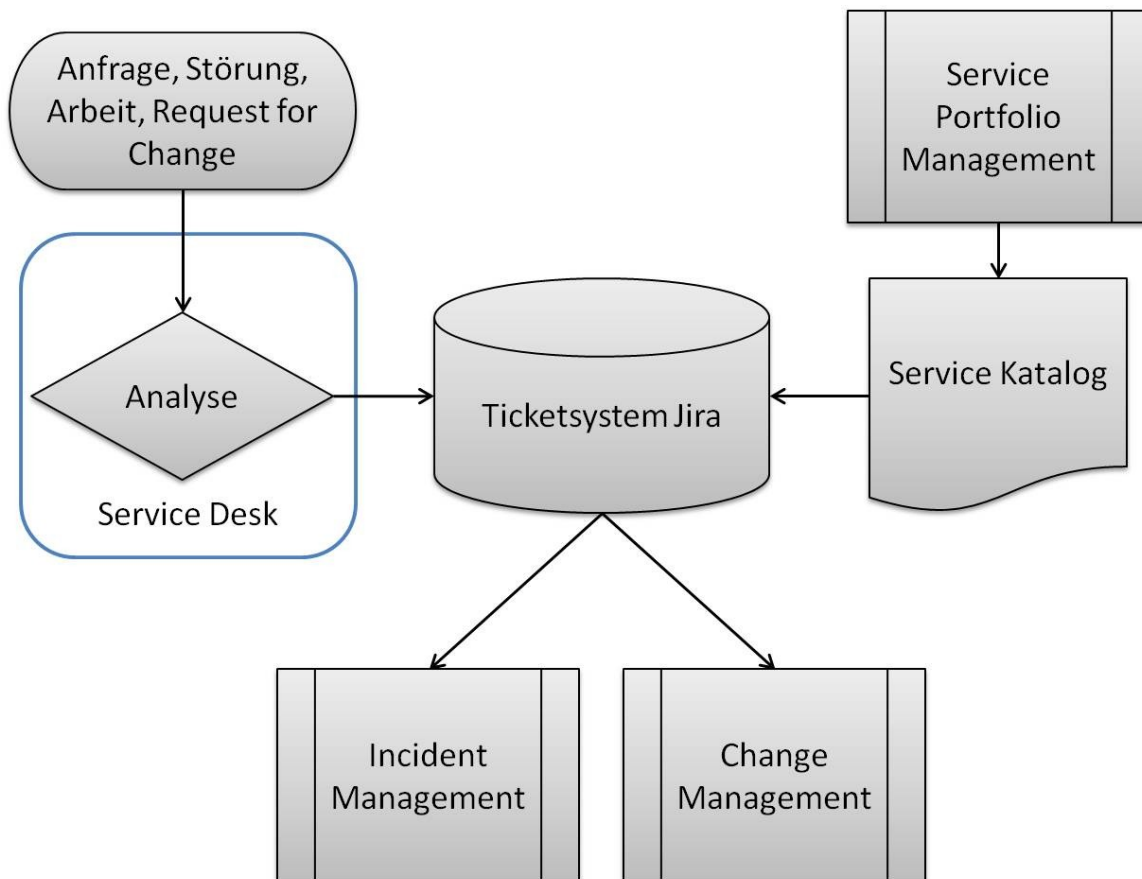 Anfrage, Störung,
Arbeit, Request for
Change
Service
Portfolio
Management
Analyse
Service Desk
Ticketsystem Jira
Service Katalog
Incident
Management
Change
Management